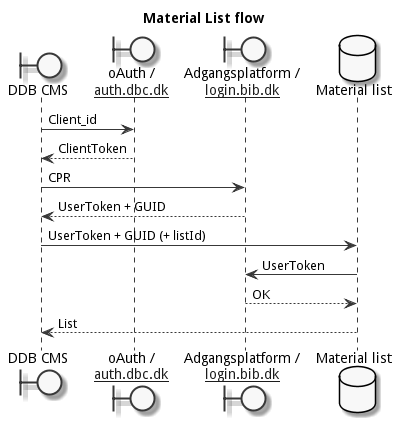 Material List flow
DDB CMS
oAuth /
auth.dbc.dk
Adgangsplatform /
login.bib.dk
Material list
Client_id
ClientToken
CPR
UserToken + GUID
UserToken + GUID (+ listId)
UserToken
OK
List
DDB CMS
oAuth /
auth.dbc.dk
Adgangsplatform /
login.bib.dk
Material list